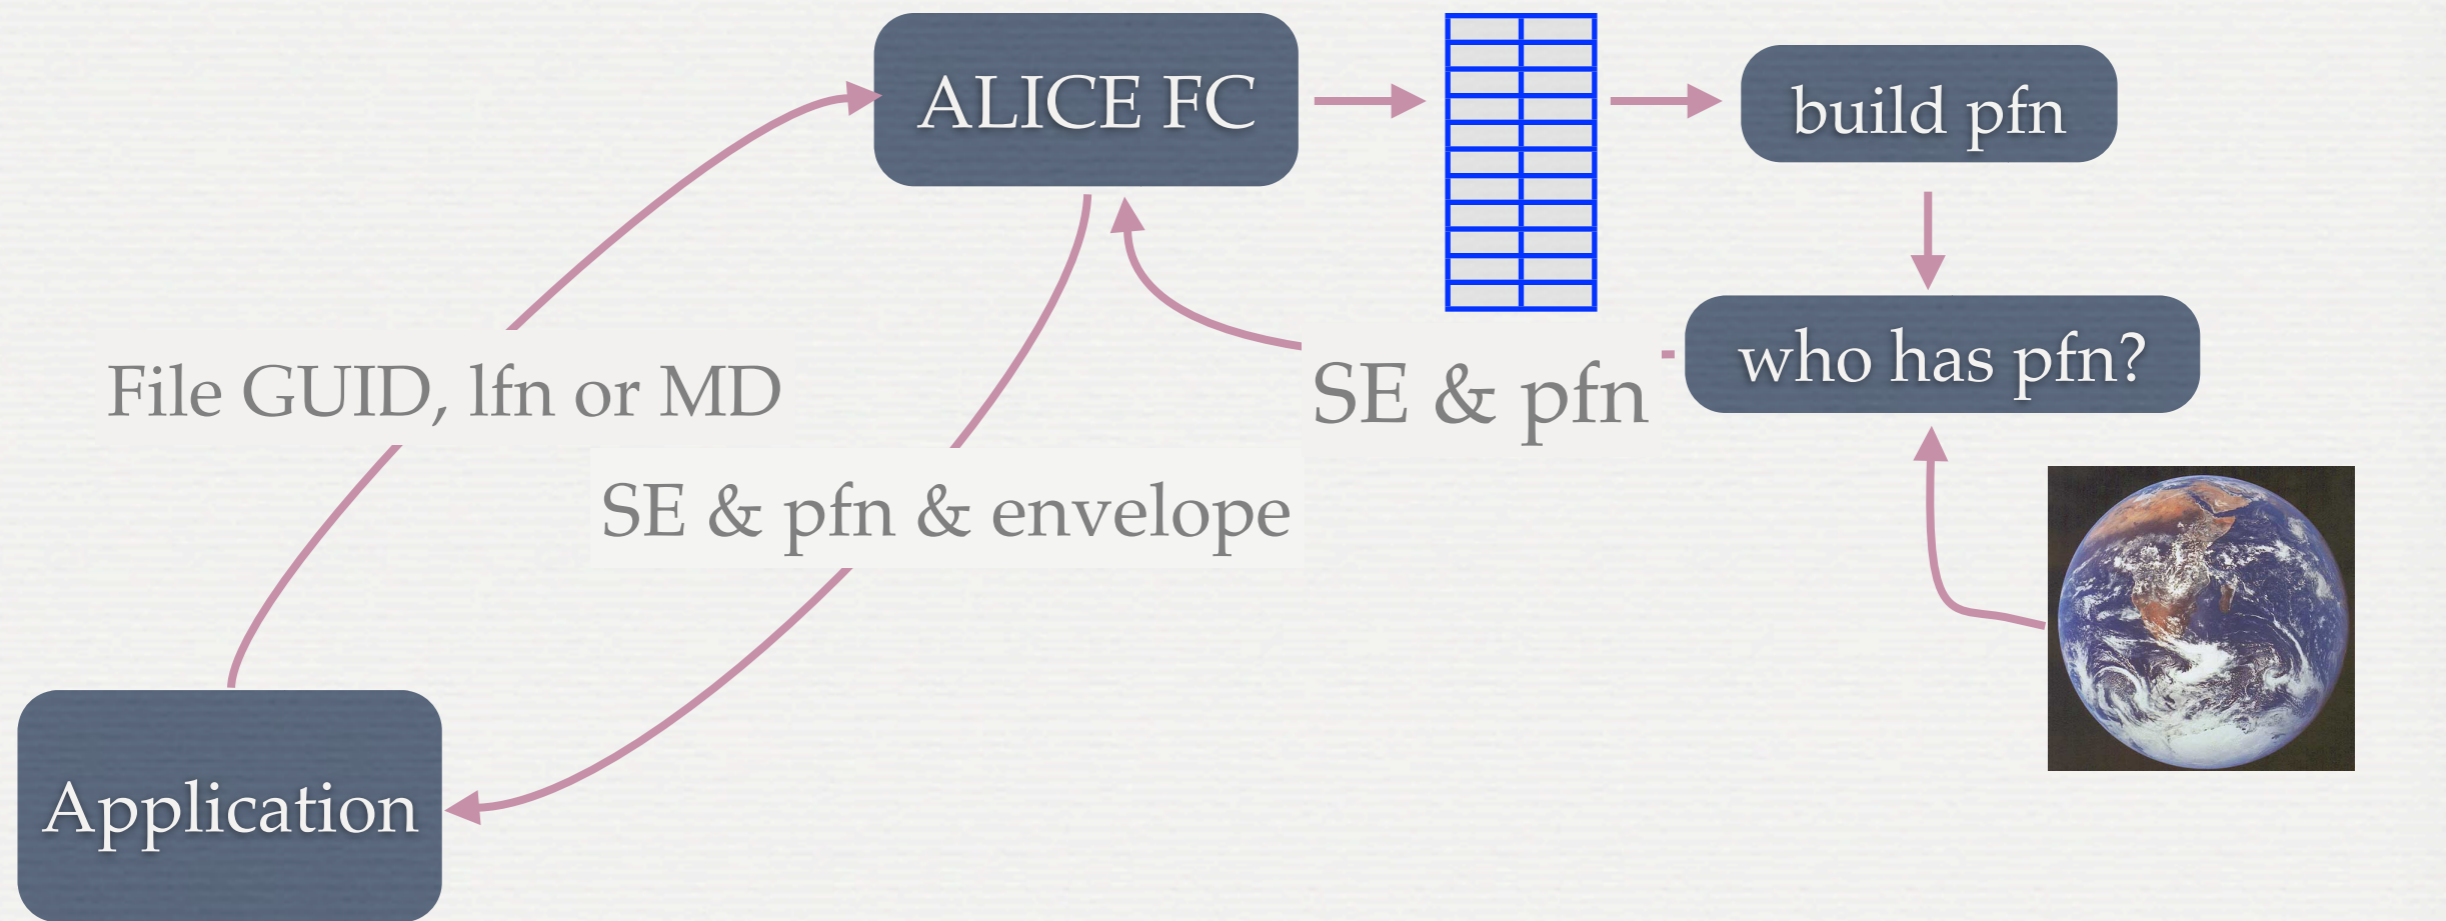 ALICE FC
build pfn
File GUID, lfn or MD
SE & pfn
who has pfn?
SE & pfn & envelope
Application